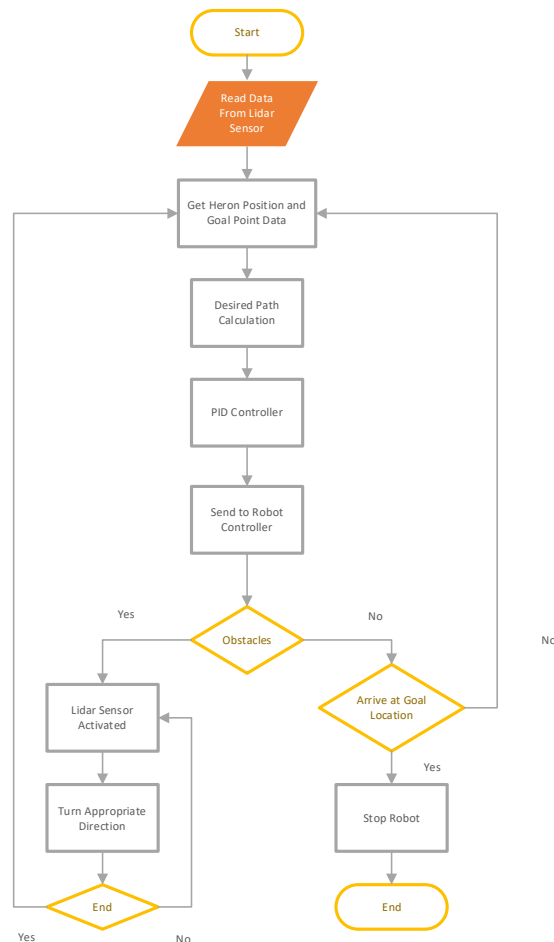 Start
Read Data
From Lidar
Sensor
Get Heron Position and
Goal Point Data
Desired Path
Calculation
PID Controller
Send to Robot
Controller
Yes
No
Obstacles
No
Lidar Sensor
Activated
Arrive at Goal
Location
Yes
Turn Appropriate
Direction
Stop Robot
End
End
Yes
No